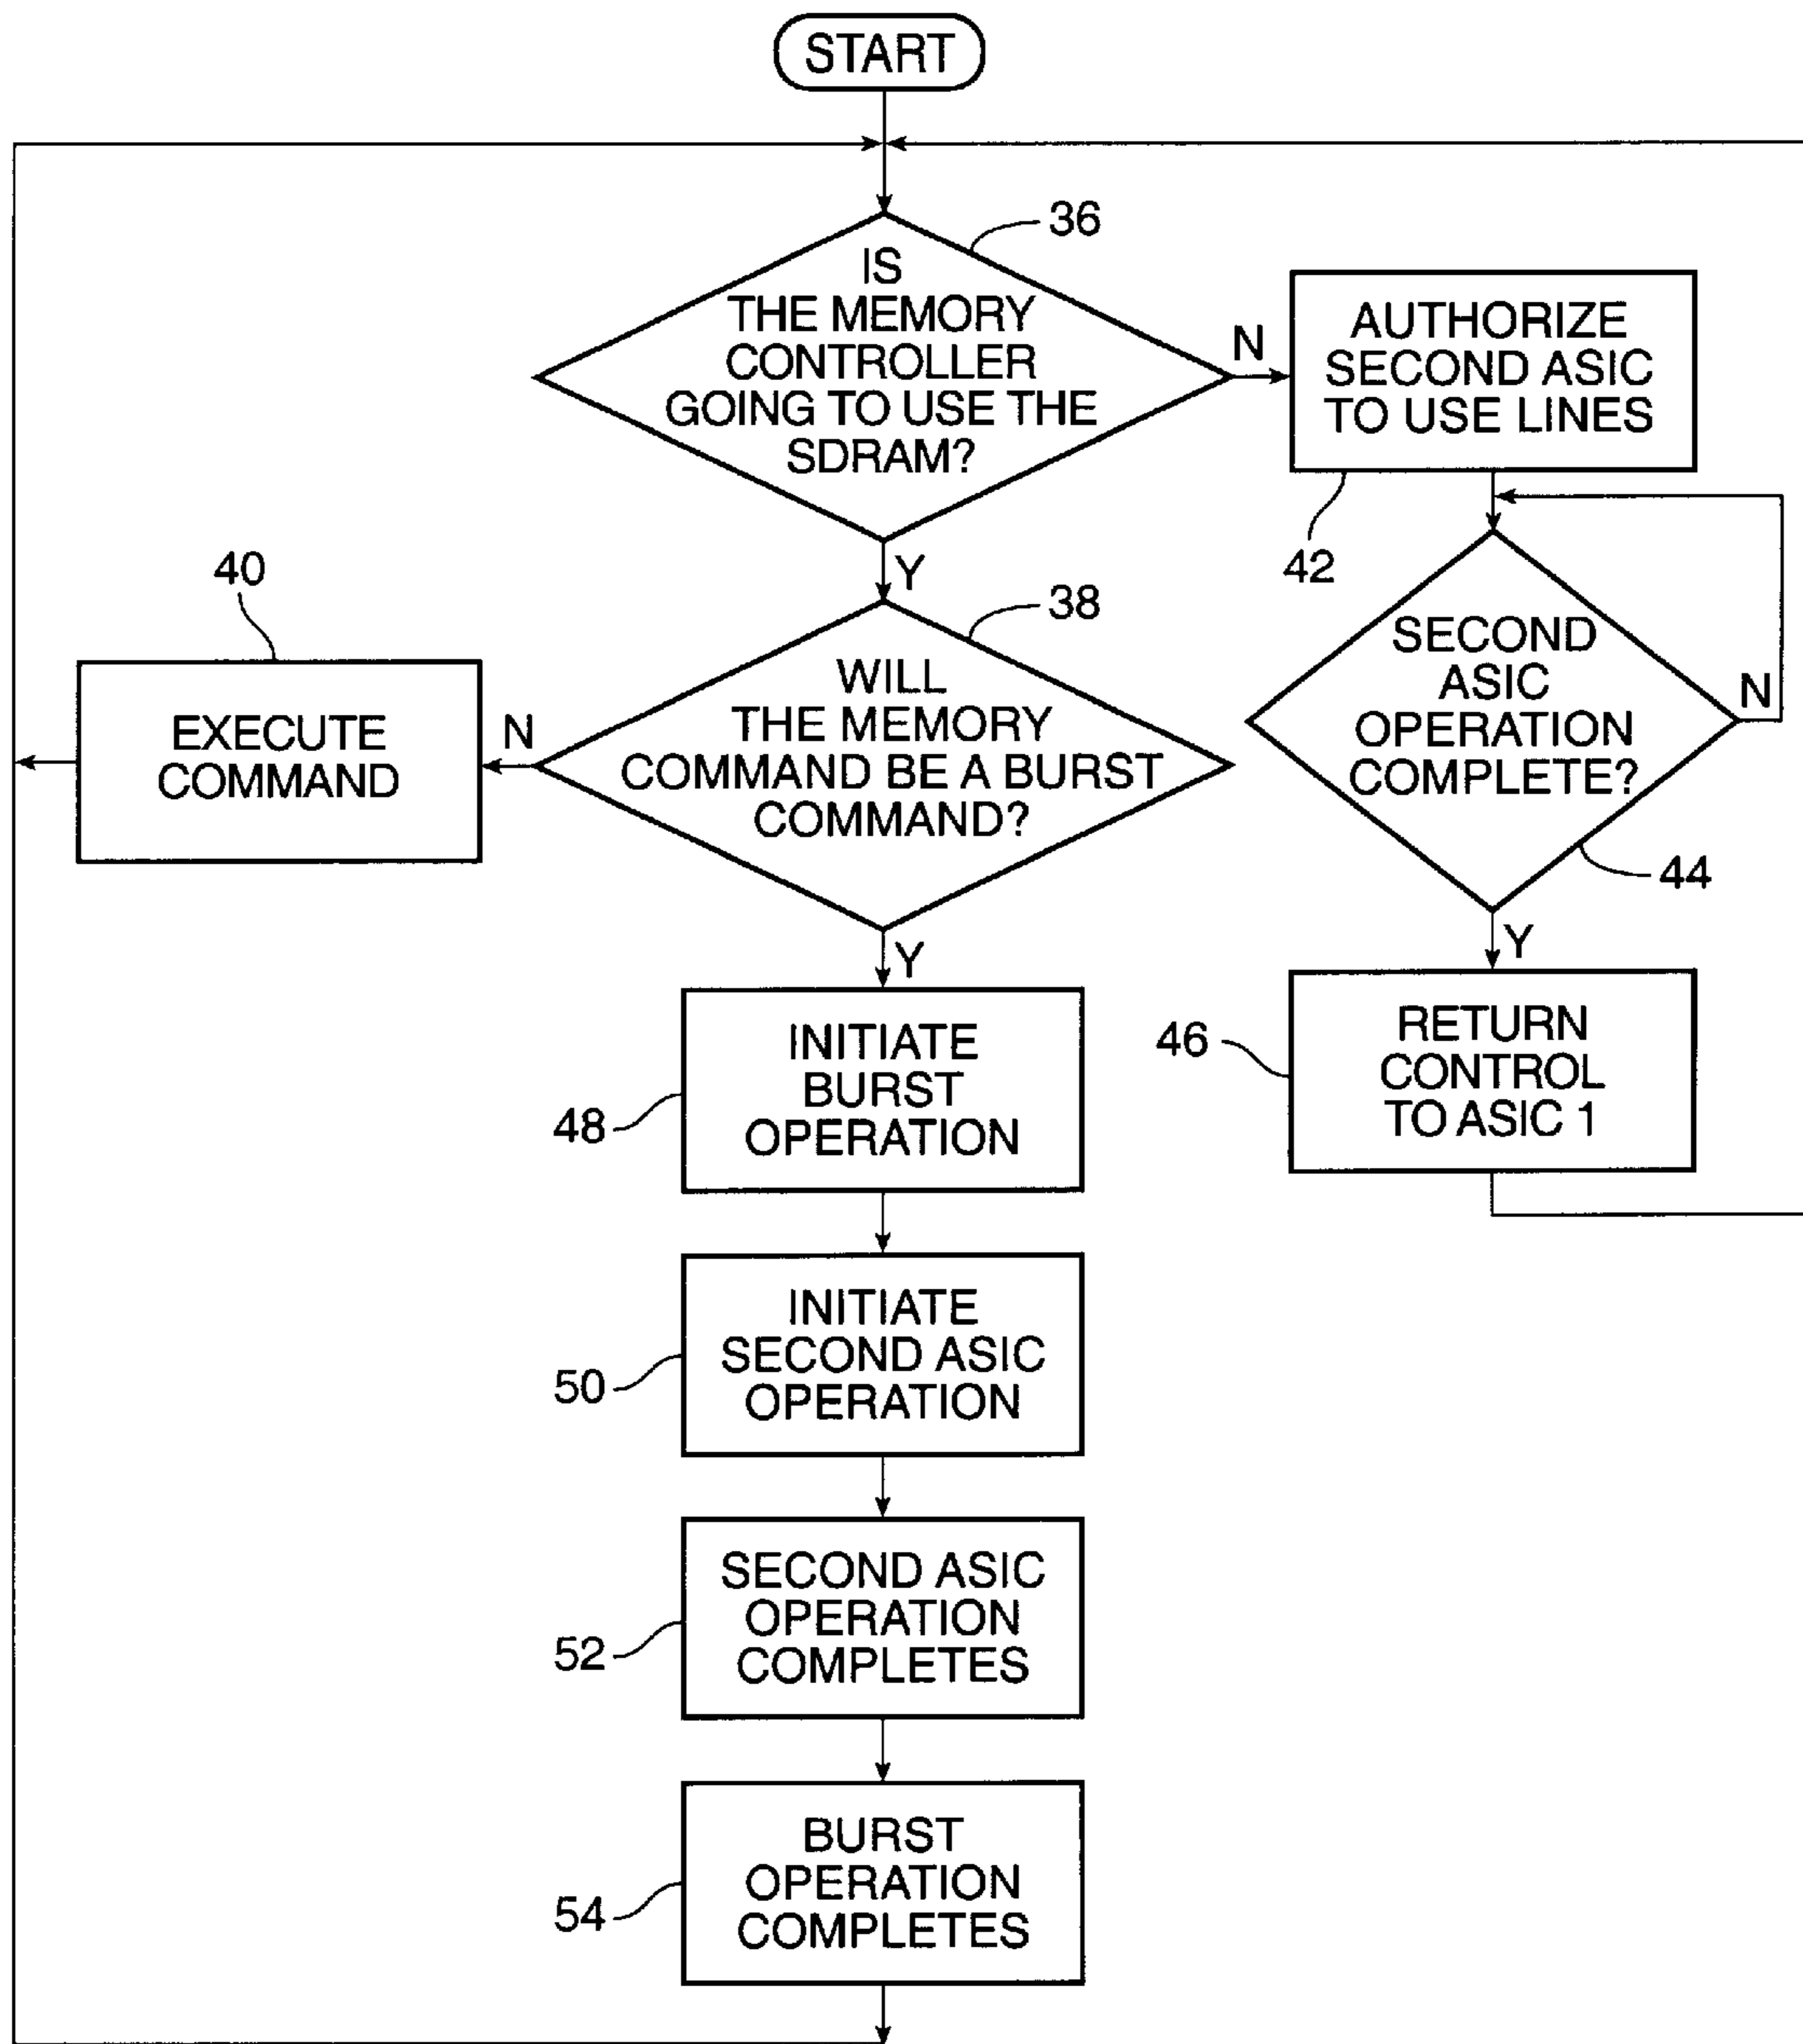 START
36
IS
THE MEMORY
CONTROLLER
GOING TO USE THE
SDRAM?
N
AUTHORIZE
SECOND ASIC
TO USE LINES
42
Y
40
EXECUTE
COMMAND
N
38
WILL
THE MEMORY
COMMAND BE A BURST
COMMAND?
SECOND
ASIC
OPERATION
COMPLETE?
N
44
Y
Y
INITIATE
BURST
OPERATION
48
RETURN
CONTROL
TO ASIC 1
46
INITIATE
SECOND ASIC
OPERATION
50
SECOND ASIC
OPERATION
COMPLETES
52
BURST
OPERATION
COMPLETES
54